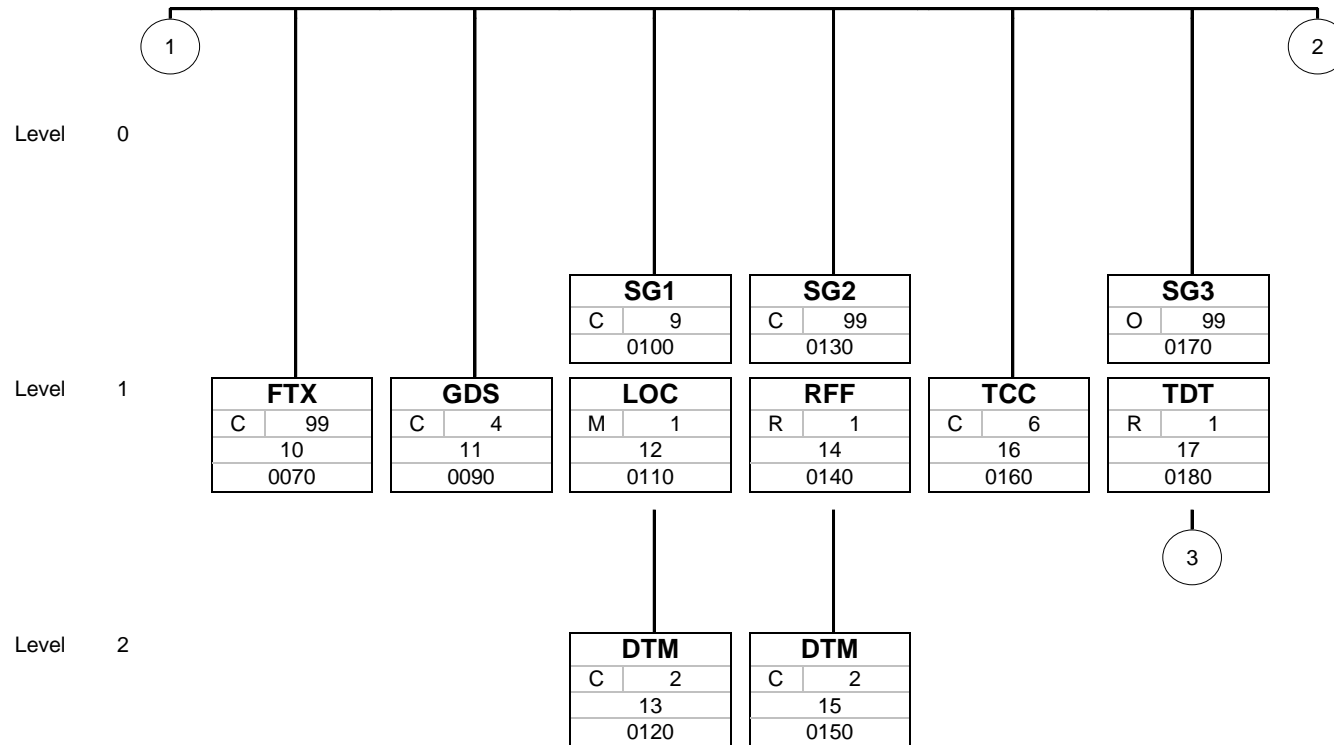 1
2
Level 0
SG1
C 9
0100
SG2
C 99
0130
SG3
O 99
0170
Level 1
FTX
C 99
10
0070
GDS
C 4
11
0090
LOC
M 1
12
0110
RFF
R 1
14
0140
TCC
C 6
16
0160
TDT
R 1
17
0180
3
Level 2
DTM
C 2
13
0120
DTM
C 2
15
0150